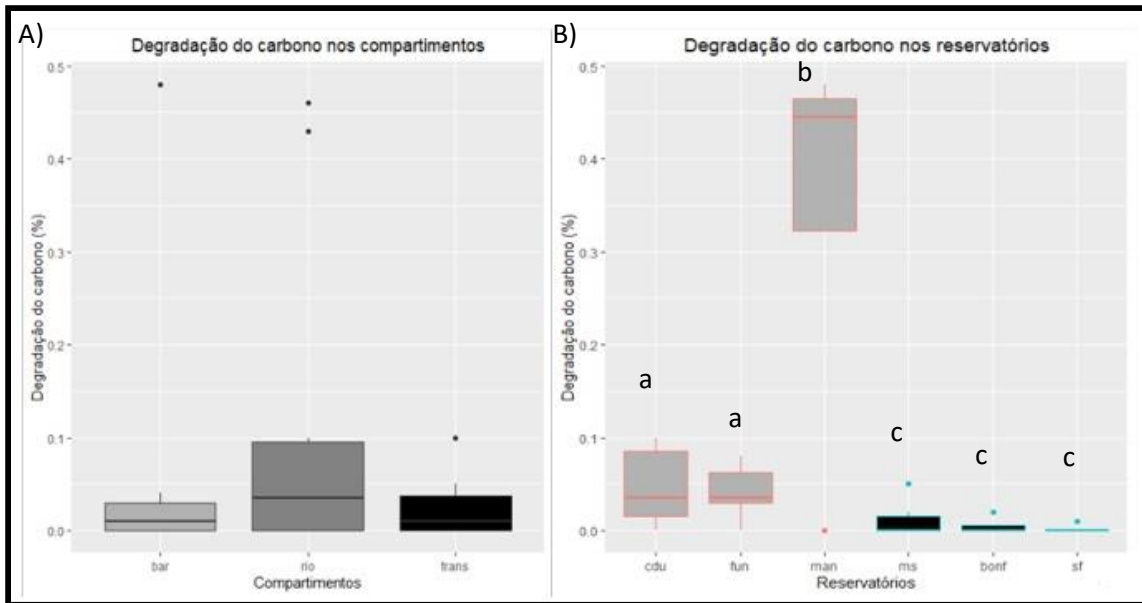 A)
Degradação do carbono nos compartimentos
0.5
0.4
0.3
0.2
0.1
0.0
Degradação do carbono (%)
bar
rio
trans
Compartimentos
B)
Degradação do carbono nos reservatórios
0.5
0.4
0.3
0.2
0.1
0.0
Degradação do carbono (%)
a
a
b
c
c
c
cdu
fun
man
ms
bonf
sf
Reservatórios